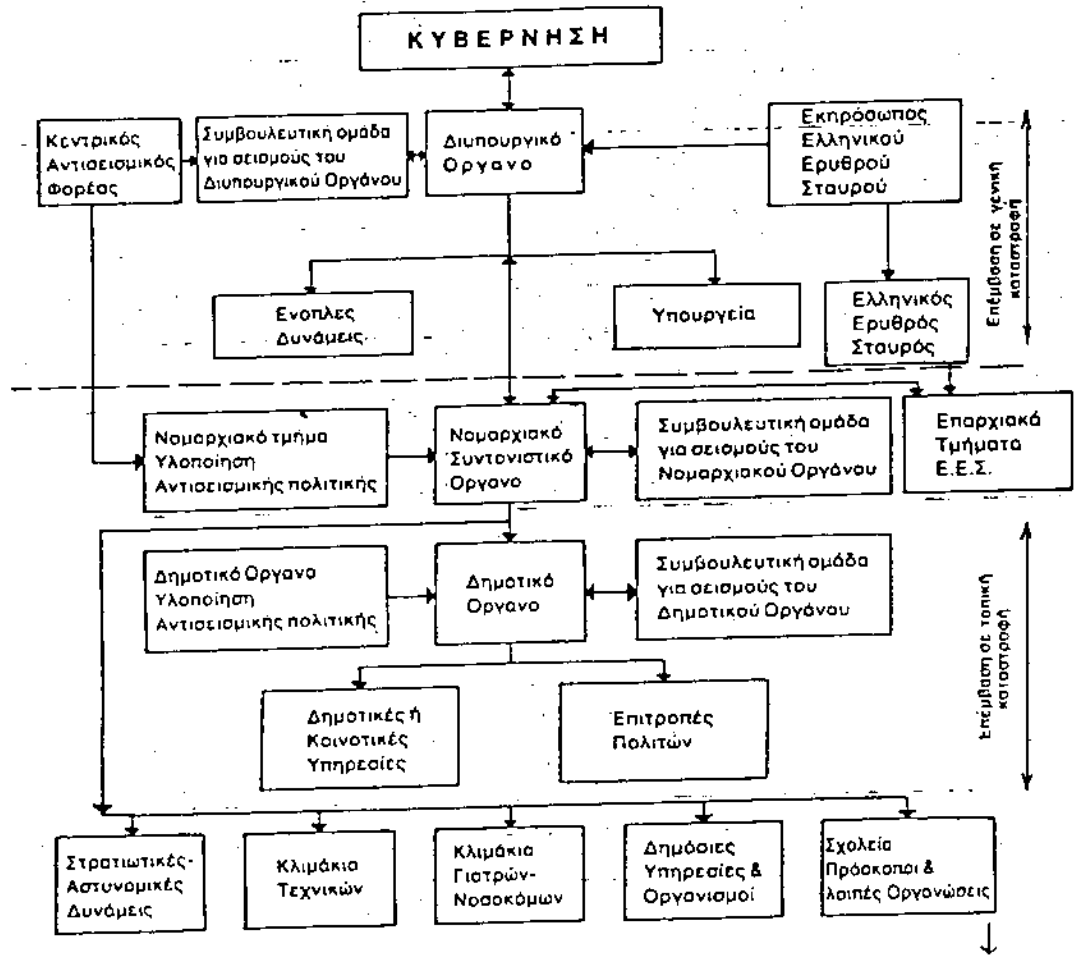 ΚΥΒΕΡΝΗΣΗ
Κεντρικός
Αντισεισμικός
Φορέας
Συμβουλευτική ομάδα
για σεισμούς του
Διυπουργικού Οργάνου
Διυπουργικό
Οργανο
Εκπρόσωπος
Ελληνικού
Ερυθρού
Σταυρού
Επέμβαση σε γενική
καταστροφή
Ενοπλες
Δυνάμεις
Υπουργεία
Ελληνικός
Ερυθρός
Σταυρός
Νομαρχιακό τμήμα
Υλοποίηση
Αντισεισμικής πολιτικής
Νομαρχιακό
Συντονιστικό
Οργανο
Συμβουλευτική ομάδα
για σεισμούς του
Νομαρχιακού Οργάνου
Επαρχιακά
Τμήματα
Ε.Ε.Σ.
Δημοτικό Οργανο
Υλοποίηση
Αντισεισμικής πολιτικής
Δημοτικό
Οργανο
Συμβουλευτική ομάδα
για σεισμούς του
Δημοτικού Οργάνου
Επέμβαση σε τοπική
καταστροφή
Δημοτικές ή
Κοινοτικές
Υπηρεσίες
Επιτροπές
Πολιτών
Στρατιωτικές-
Αστυνομικές
Δυνάμεις
Κλιμάκια
Τεχνικών
Κλιμάκια
Γιατρών-
Νοσοκόμων
Δημόσιες
Υπηρεσίες &
Οργανισμοί
Σχολεία
Πρόσκοποι &
λοιπές Οργανώσεις